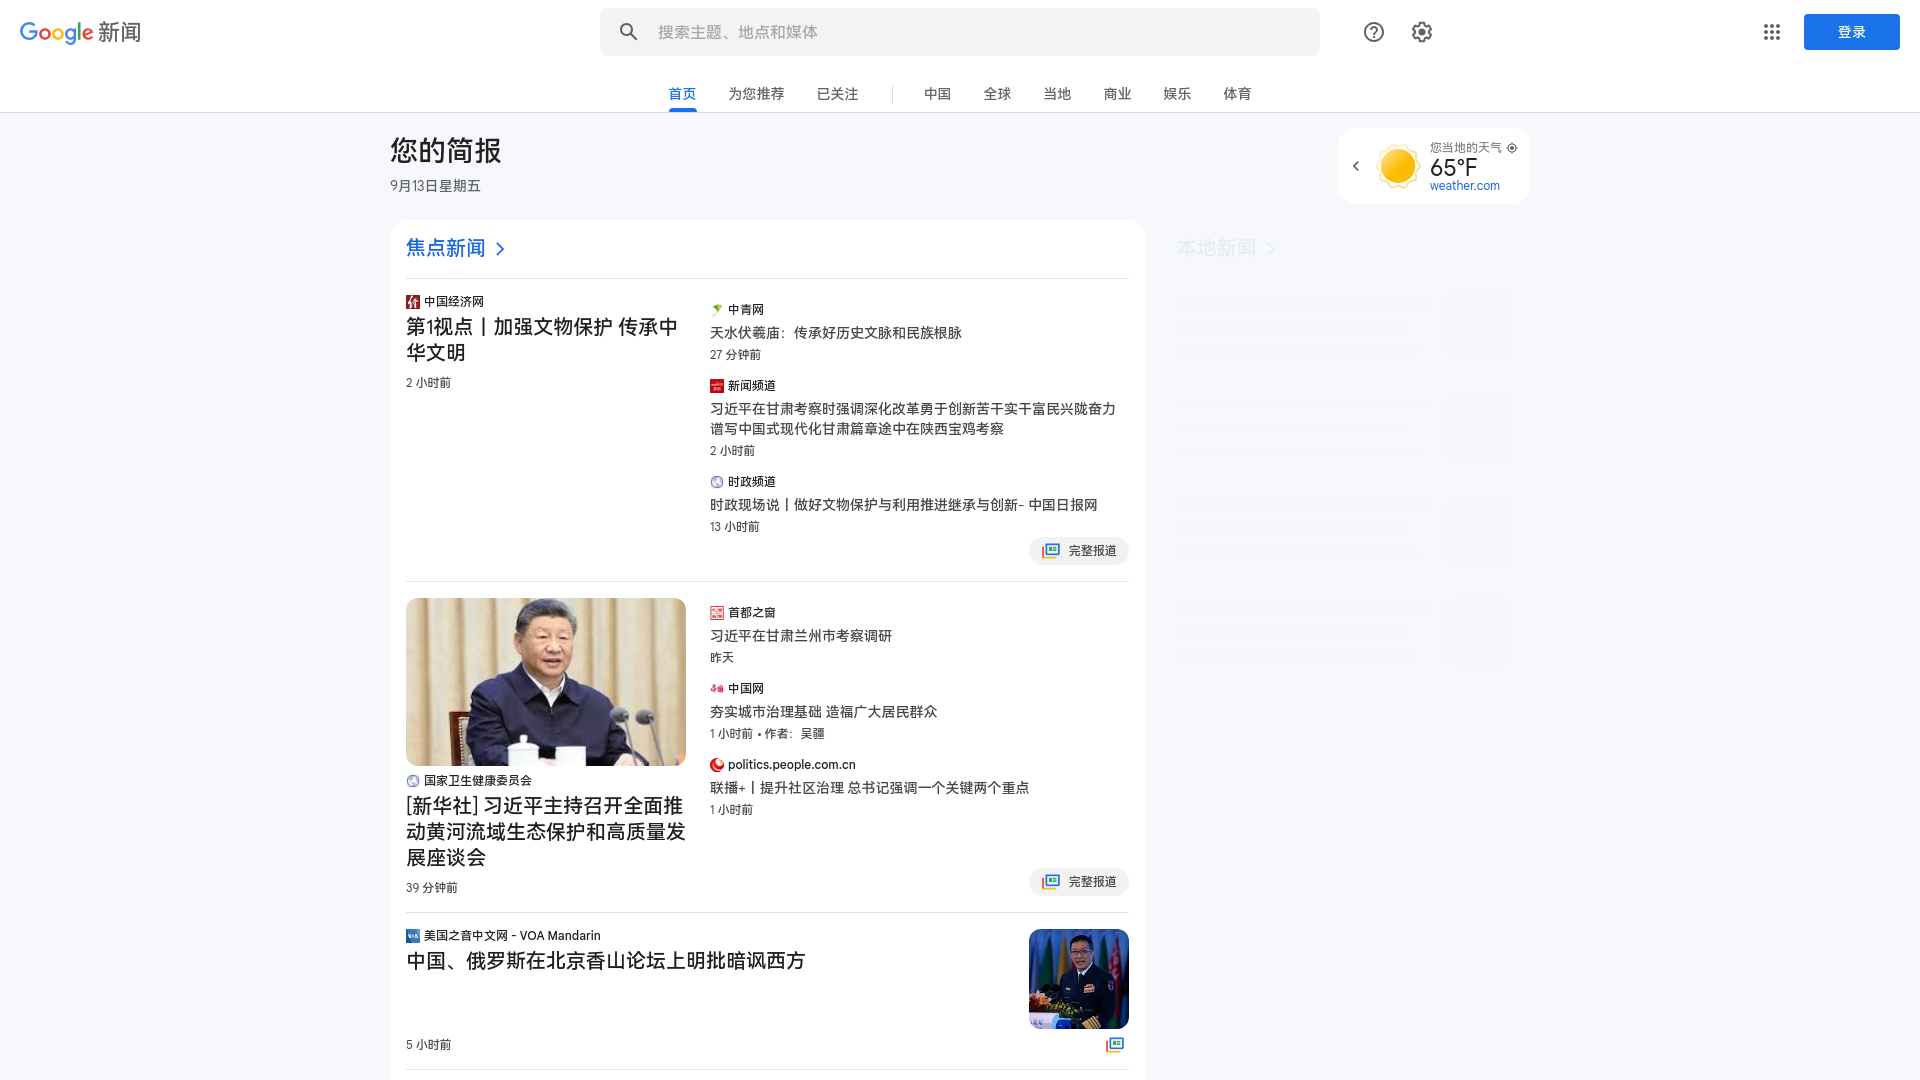 Google 新闻
搜索主题、地点和媒体
登录
首页
为您推荐
已关注
中国
全球
当地
商业
娱乐
体育
您的简报
9月13日星期五
您当地的天气
65°F
weather.com
焦点新闻
本地新闻
中国经济网
第1视点丨加强文物保护 传承中
华文明
2 小时前
中青网
天水伏羲庙：传承好历史文脉和民族根脉
27 分钟前
新闻频道
习近平在甘肃考察时强调深化改革勇于创新苦干实干富民兴陇奋力
谱写中国式现代化甘肃篇章途中在陕西宝鸡考察
2 小时前
时政频道
时政现场说丨做好文物保护与利用推进继承与创新- 中国日报网
13 小时前
完整报道
国家卫生健康委员会
[新华社] 习近平主持召开全面推
动黄河流域生态保护和高质量发
展座谈会
39 分钟前
首都之窗
习近平在甘肃兰州市考察调研
昨天
中国网
夯实城市治理基础 造福广大居民群众
1 小时前 • 作者：吴疆
politics.people.com.cn
联播+丨提升社区治理 总书记强调一个关键两个重点
1 小时前
完整报道
美国之音中文网 - VOA Mandarin
中国、俄罗斯在北京香山论坛上明批暗讽西方
5 小时前